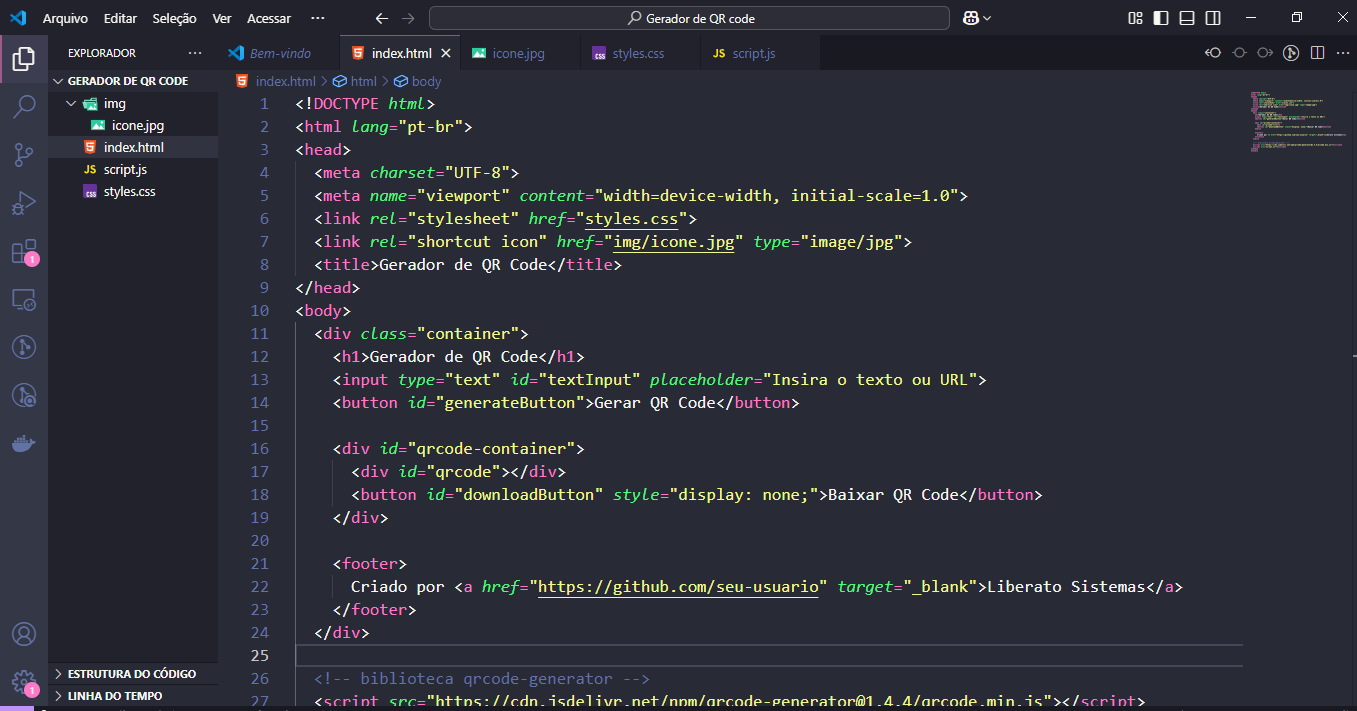 Arquivo Editar Seleção Ver Acessar ··· Gerador de QR code
EXPLORADOR ···
Bem-vindo index.html icone.jpg styles.css script.js
GERADOR DE QR CODE
img
icone.jpg
index.html
JS script.js
styles.css
index.html > html > body
1 <!DOCTYPE html>
2 <html lang="pt-br">
3 <head>
4 <meta charset="UTF-8">
5 <meta name="viewport" content="width=device-width, initial-scale=1.0">
6 <link rel="stylesheet" href="styles.css">
7 <link rel="shortcut icon" href="img/icone.jpg" type="image/jpg">
8 <title>Gerador de QR Code</title>
9 </head>
10 <body>
11 <div class="container">
12 <h1>Gerador de QR Code</h1>
13 <input type="text" id="textInput" placeholder="Insira o texto ou URL">
14 <button id="generateButton">Gerar QR Code</button>
15
16 <div id="qrcode-container">
17 <div id="qrcode"></div>
18 <button id="downloadButton" style="display: none;">Baixar QR Code</button>
19 </div>
20
21 <footer>
22 Criado por <a href="https://github.com/seu-usuario" target="_blank">Liberato Sistemas</a>
23 </footer>
24 </div>
25
26 <!-- biblioteca qrcode-generator -->
27 <script src="https://cdn.jsdelivr.net/npm/qrcode-generator@1.4.4/qrcode.min.js"></script>
1
1
ESTRUTURA DO CÓDIGO
LINHA DO TEMPO